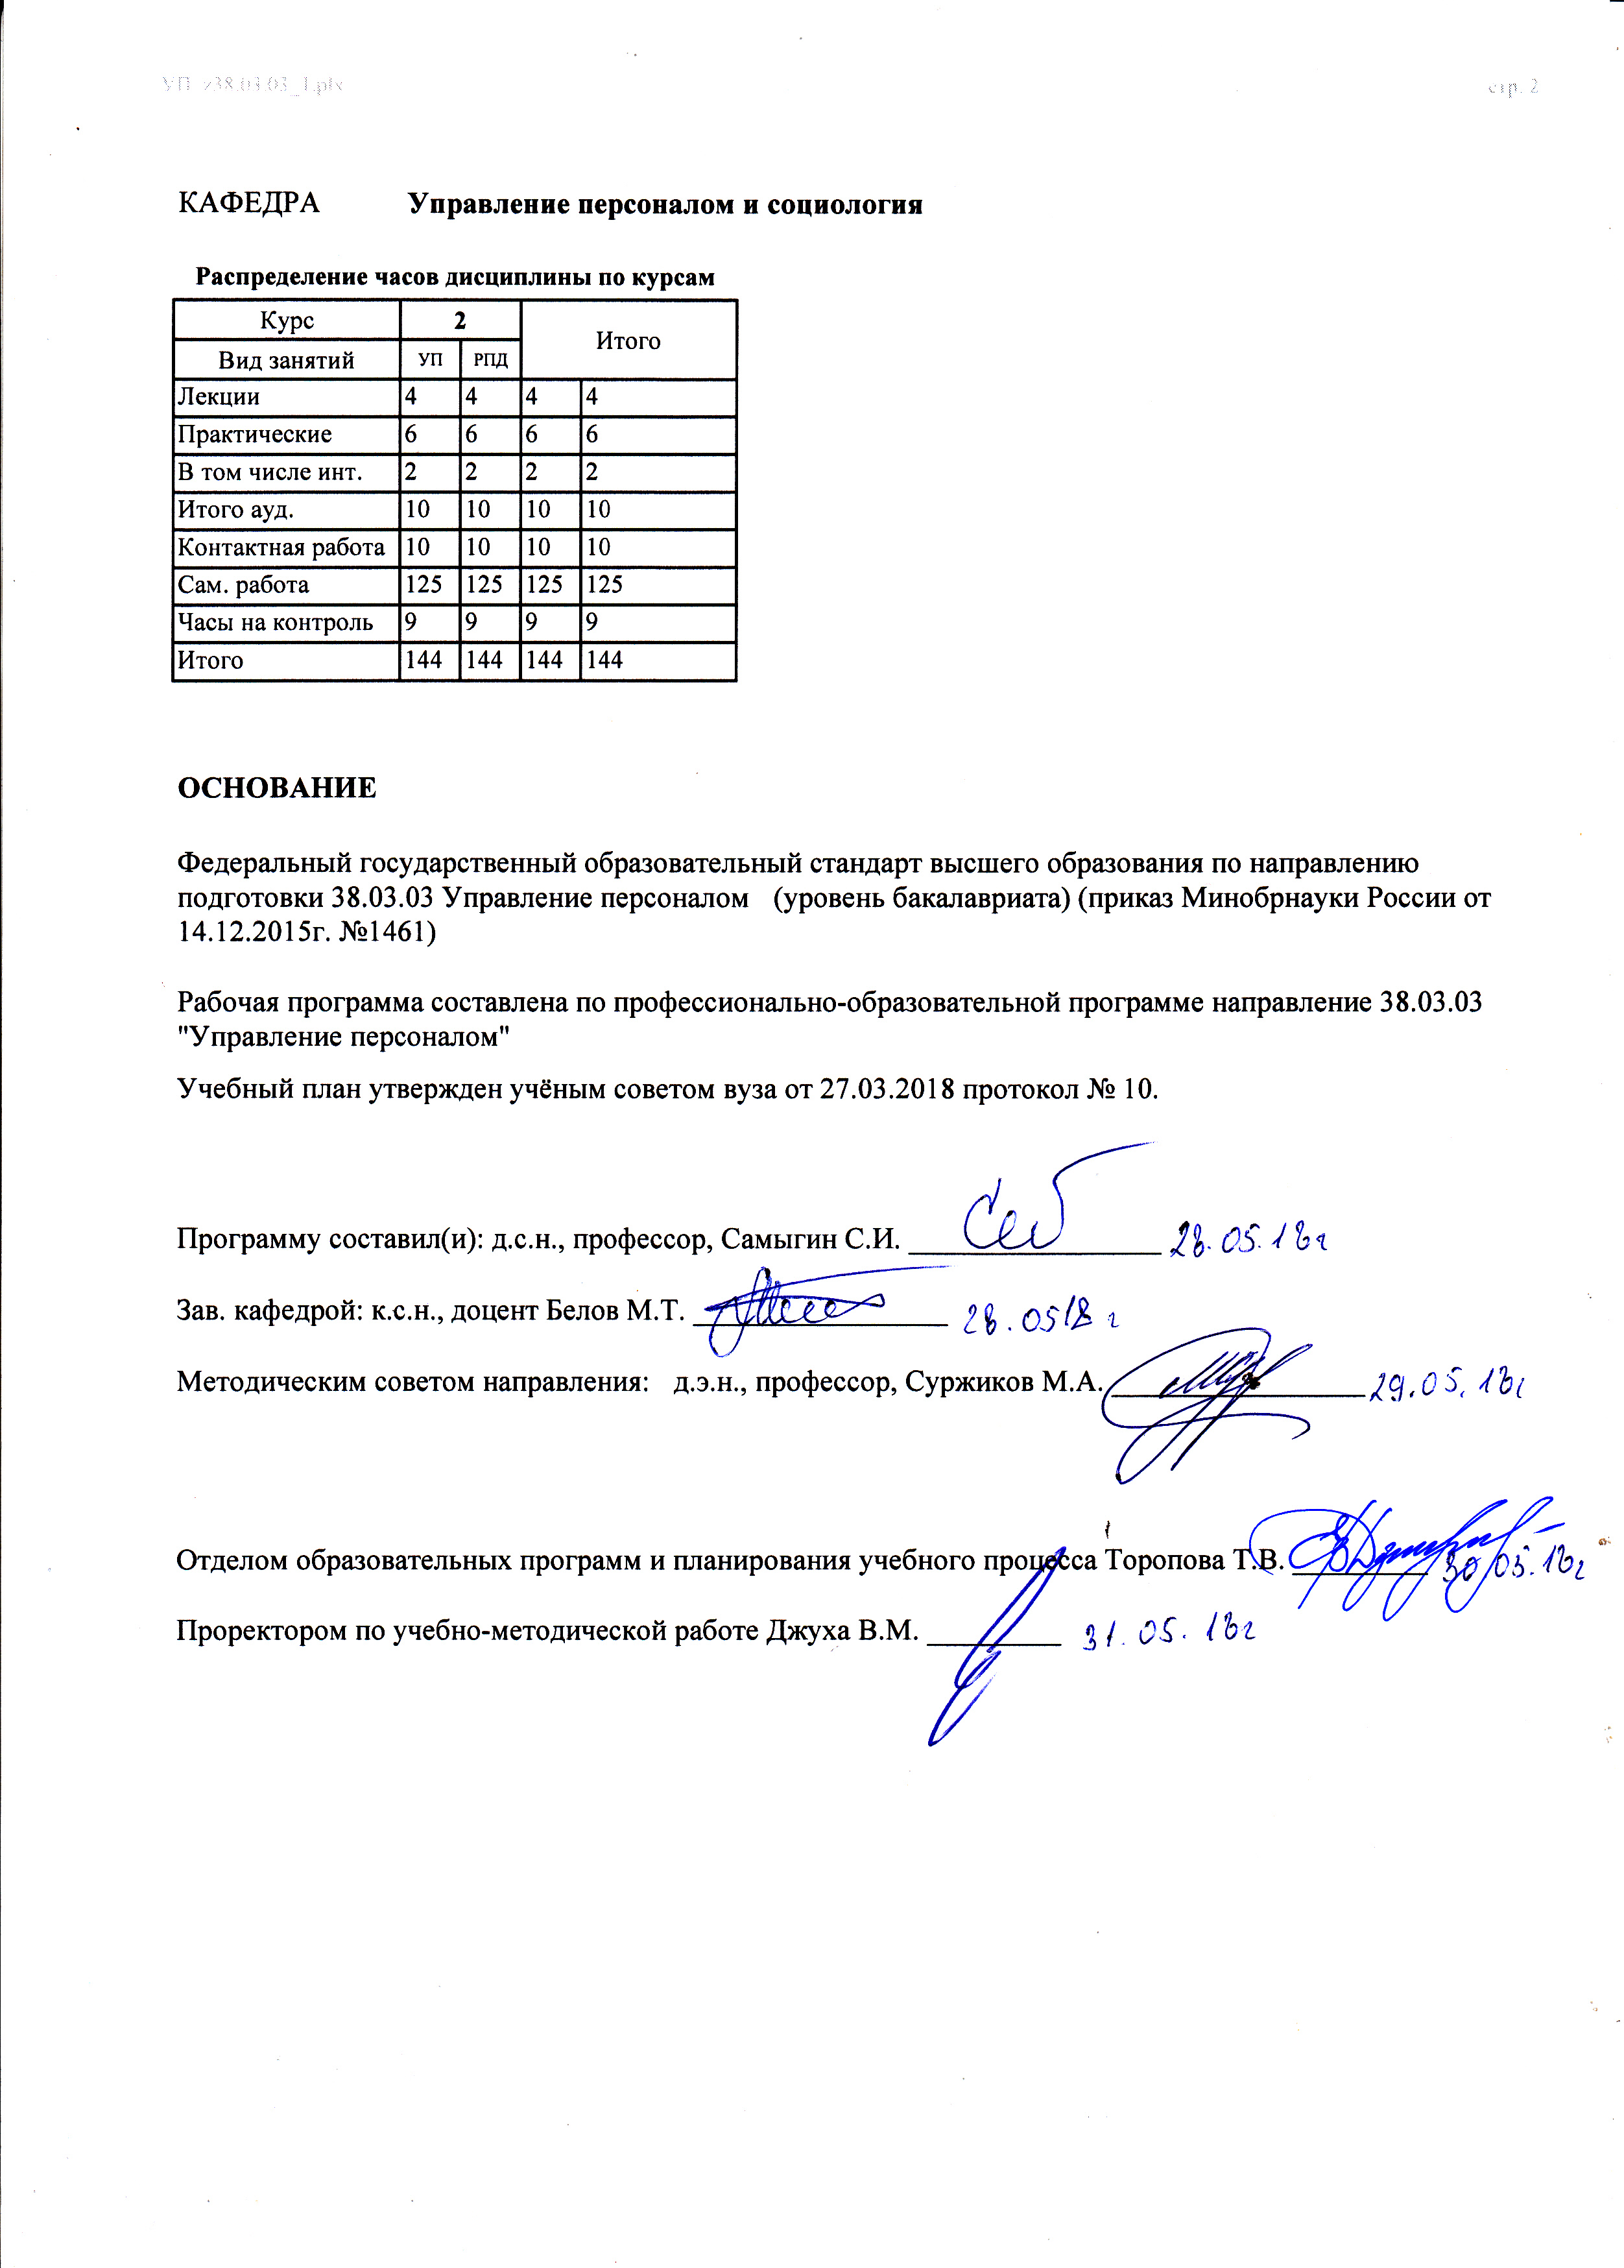 УП: z38.03.03_1.plx стр. 2
КАФЕДРА Управление персоналом и социология
Распределение часов дисциплины по курсам
Курс 2 Итого
Вид занятий УП РПД
Лекции 4 4 4 4
Практические 6 6 6 6
В том числе инт. 2 2 2 2
Итого ауд. 10 10 10 10
Контактная работа 10 10 10 10
Сам. работа 125 125 125 125
Часы на контроль 9 9 9 9
Итого 144 144 144 144
ОСНОВАНИЕ
Федеральный государственный образовательный стандарт высшего образования по направлению
подготовки 38.03.03 Управление персоналом (уровень бакалавриата) (приказ Минобрнауки России от
14.12.2015г. №1461)
Рабочая программа составлена по профессионально-образовательной программе направление 38.03.03
"Управление персоналом"
Учебный план утвержден учёным советом вуза от 27.03.2018 протокол № 10.
Программу составил(и): д.с.н., профессор, Самыгин С.И. 28.05.18г
Зав. кафедрой: к.с.н., доцент Белов М.Т. 28.0518 г
Методическим советом направления: д.э.н., профессор, Суржиков М.А. 29.05.18г
Отделом образовательных программ и планирования учебного процесса Торопова Т.В. 30 05.18г
Проректором по учебно-методической работе Джуха В.М. 31.05.18г